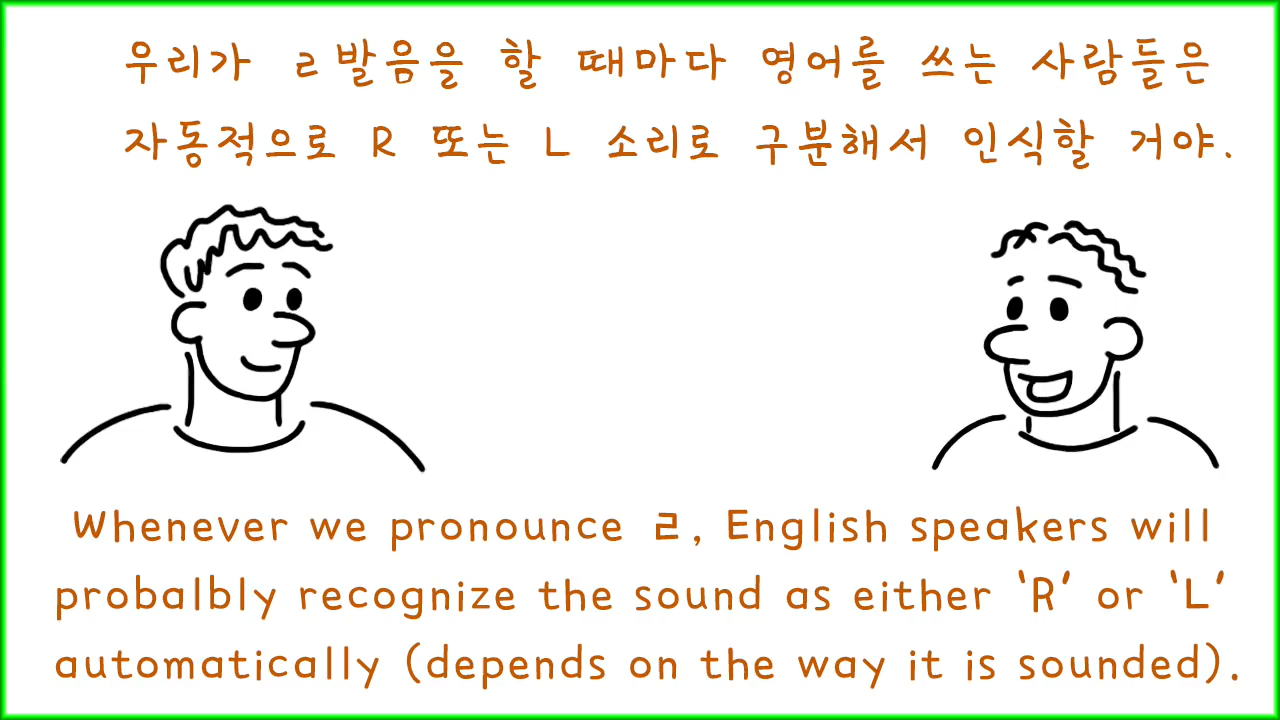 우리가 ㄹ발음을 할 때마다 영어를 쓰는 사람들은
자동적으로 R 또는 L 소리로 구분해서 인식할 거야.
Whenever we pronounce ㄹ, English speakers will
probalbly recognize the sound as either ‘R’ or ‘L’
automatically (depends on the way it is sounded).